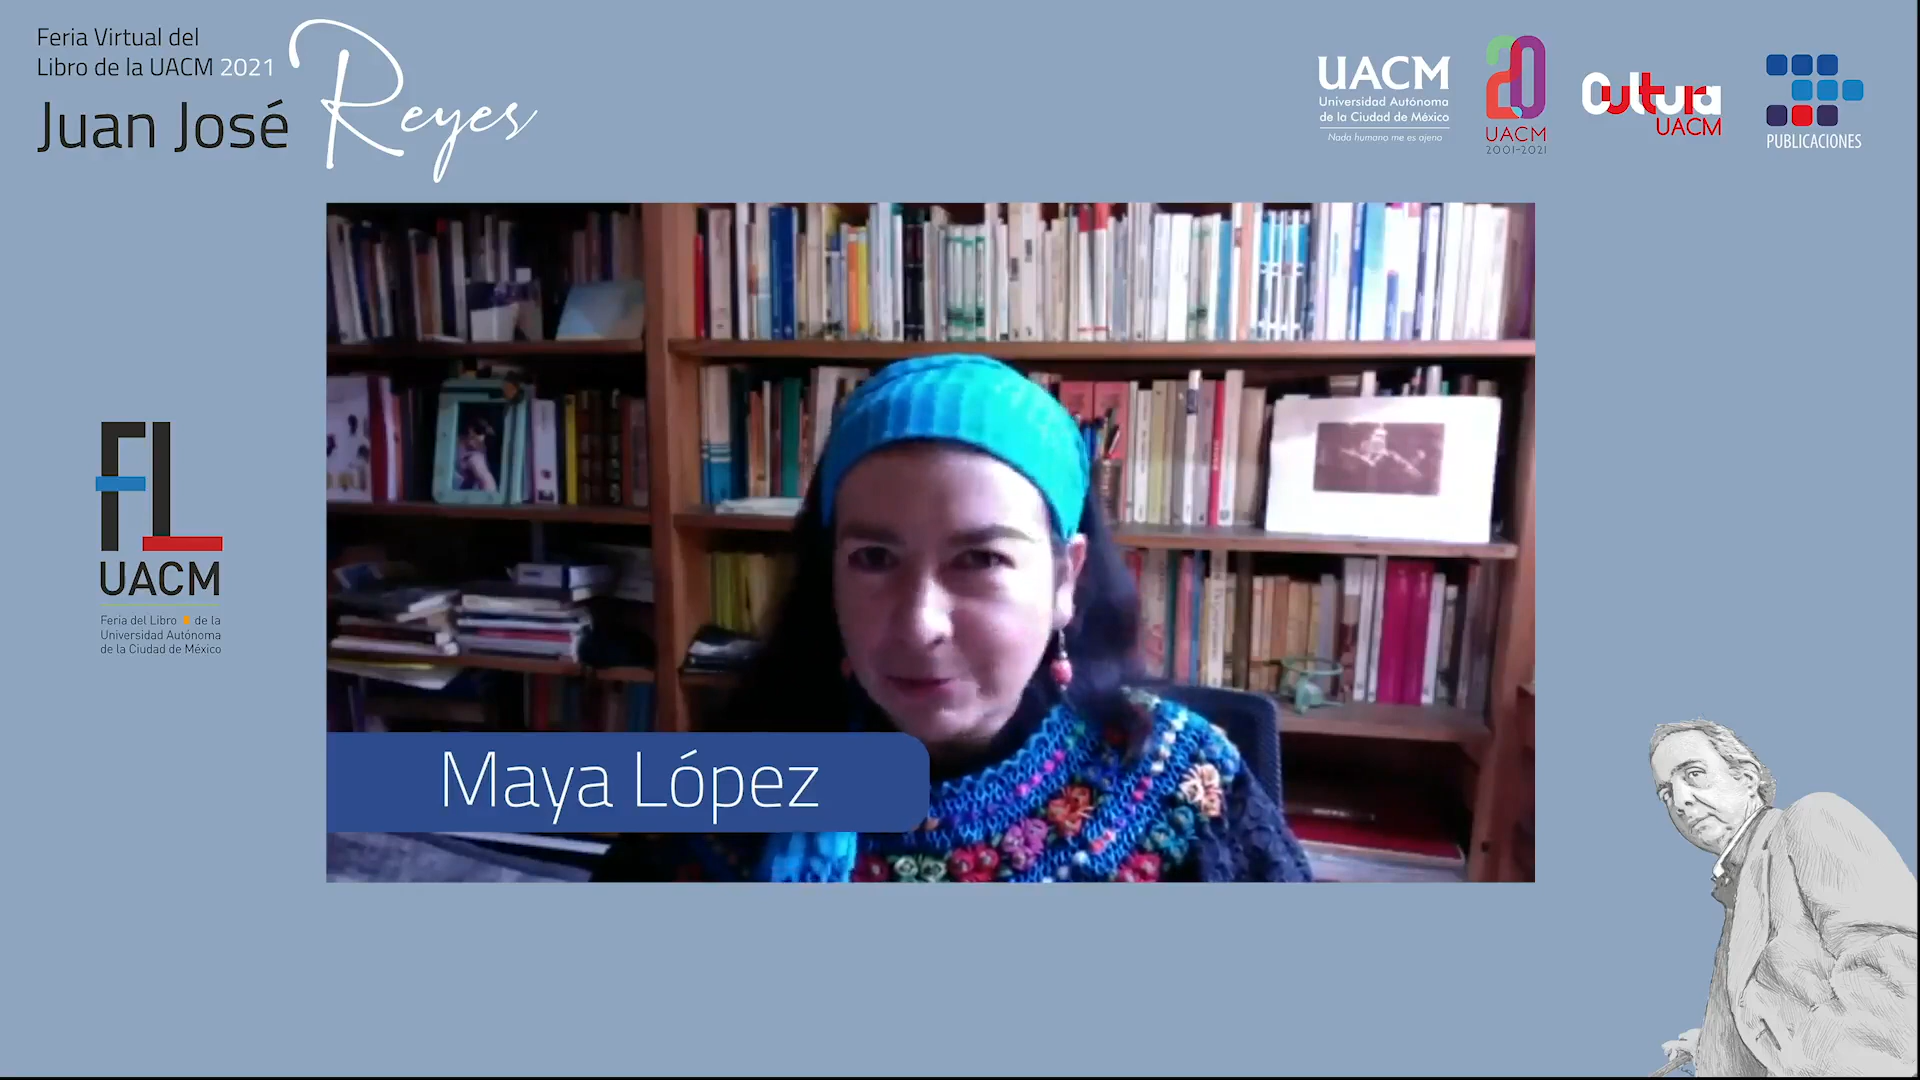 Feria Virtual del
Libro de la UACM 2021
Juan José Reyes
UACM
Universidad Autónoma
de la Ciudad de México
Nada humano me es ajeno
20
UACM
2001-2021
Cultura
UACM
PUBLICACIONES
FL
UACM
Feria del Libro de la
Universidad Autónoma
de la Ciudad de México
Maya López